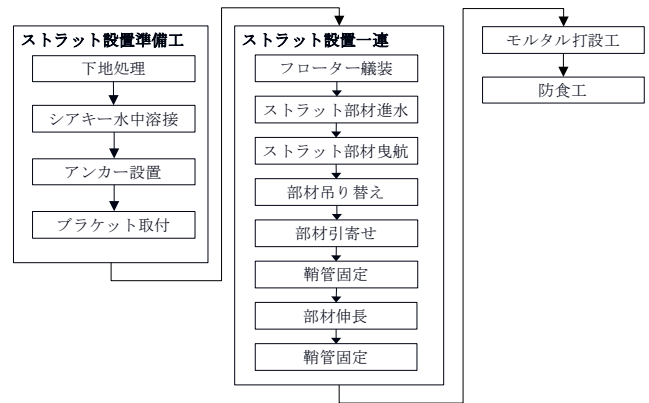 ストラット設置準備工
下地処理
シアキー水中溶接
アンカー設置
ブラケット取付
ストラット設置一連
フローター艤装
ストラット部材進水
ストラット部材曳航
部材吊り替え
部材引寄せ
鞘管固定
部材伸長
鞘管固定
モルタル打設工
防食工